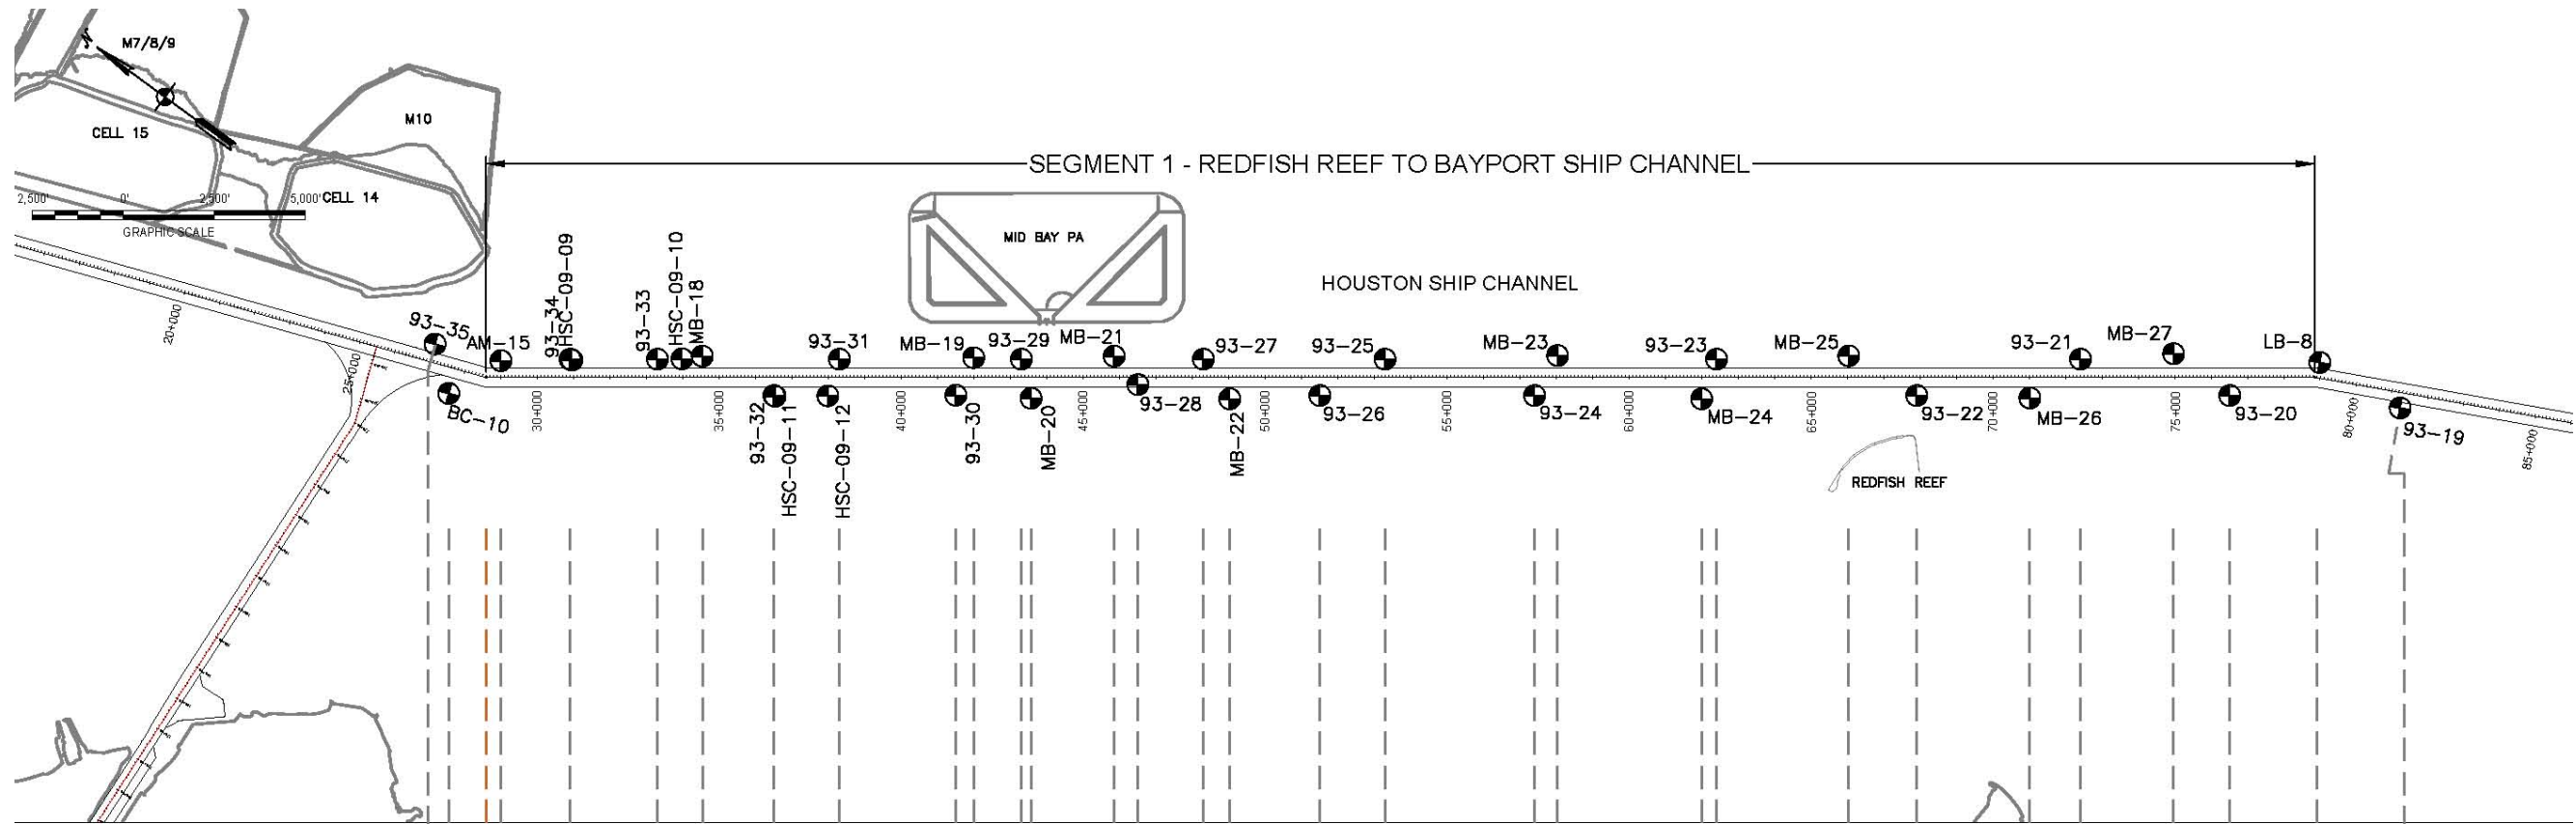 M7/8/9
M10
CELL 15
SEGMENT 1 - REDFISH REEF TO BAYPORT SHIP CHANNEL
2,500' 0' 2,500' 5,000'
CELL 14
GRAPHIC SCALE
MID BAY PA
HOUSTON SHIP CHANNEL
20+000
25+000
93-35
AM-15
93-34
HSC-09-09
93-33
HSC-09-10
MB-18
93-31
MB-19
93-29
MB-21
93-27
93-25
MB-23
93-23
MB-25
93-21
MB-27
LB-8
BC-10
30+000
35+000
93-32
HSC-09-11
HSC-09-12
40+000
93-30
MB-20
45+000
93-28
MB-22
50+000
93-26
55+000
93-24
60+000
MB-24
65+000
93-22
70+000
MB-26
75+000
93-20
80+000
93-19
85+000
REDFISH REEF